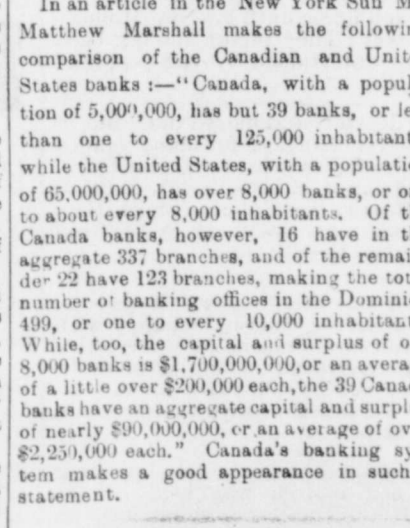 In an article in the New York Sun M
Matthew Marshall makes the followin
comparison of the Canadian and Unit
States banks :—"Canada, with a popul
tion of 5,000,000, has but 39 banks, or le
than one to every 125,000 inhabitant
while the United States, with a populati
of 65,000,000, has over 8,000 banks, or o
to about every 8,000 inhabitants. Of t
Canada banks, however, 16 have in t
aggregate 337 branches, and of the remai
der 22 have 123 branches, making the tot
number of banking offices in the Domini
499, or one to every 10,000 inhabitant
While, too, the capital and surplus of o
8,000 banks is $1,700,000,000,or an avera
of a little over $200,000 each,the 39 Cana
banks have an aggregate capital and surpl
of nearly $90,000,000, or an average of ov
$2,250,000 each." Canada's banking sy
tem makes a good appearance in such
statement.